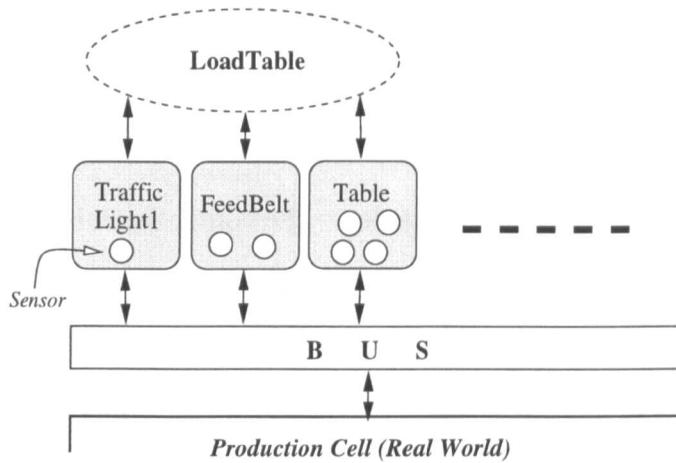 LoadTable
Traffic
Light1
FeedBelt
Table
Sensor
B U S
Production Cell (Real World)